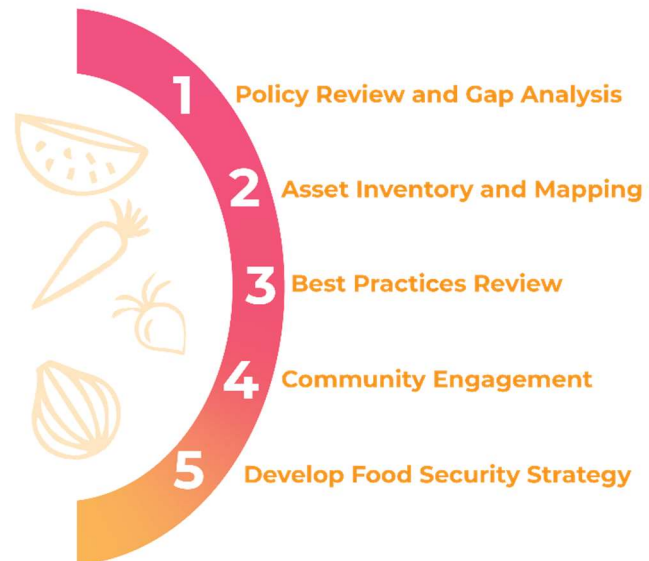 1 Policy Review and Gap Analysis
2 Asset Inventory and Mapping
3 Best Practices Review
4 Community Engagement
5 Develop Food Security Strategy